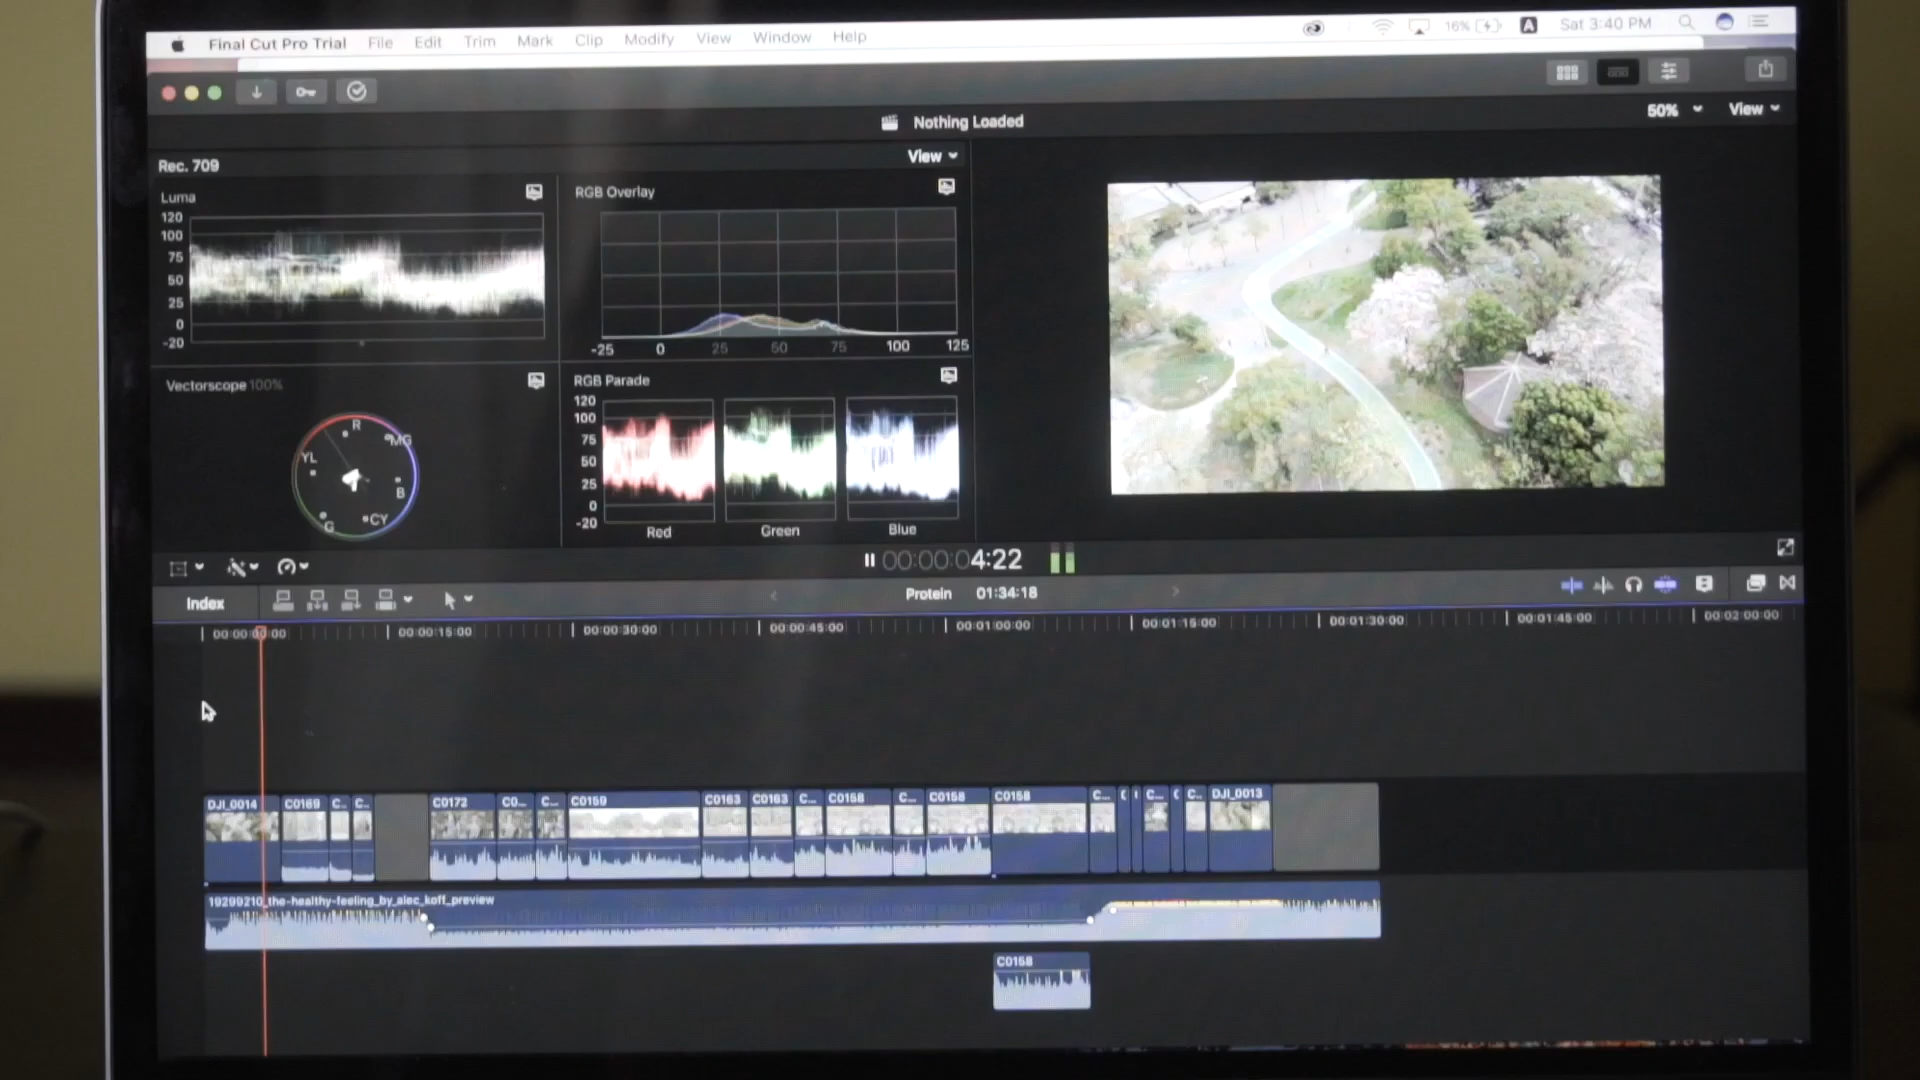 Final Cut Pro Trial File Edit Trim Mark Clip Modify View Window Help 16% A Sat 3:40 PM
Nothing Loaded 50% View
Rec. 709 View
Luma
120
100
75
50
25
0
-20
RGB Overlay
-25 0 25 50 75 100 125
Vectorscope 100%
R
MG
YL
B
G
CY
RGB Parade
120
100
75
50
25
0
-20
Red Green Blue
00:00:04:22
Index Protein 01:34:18
00:00:00:00 00:00:15:00 00:00:30:00 00:00:45:00 00:01:00:00 00:01:15:00 00:01:30:00 00:01:45:00 00:02:00:00
DJI_0014 C0169 C... C... C0172 C0... C... C0159 C0163 C0163 C... C0158 C... C0158 C0158 C... C... C... DJI_0013
19299210_the-healthy-feeling_by_alec_koff_preview
C0158